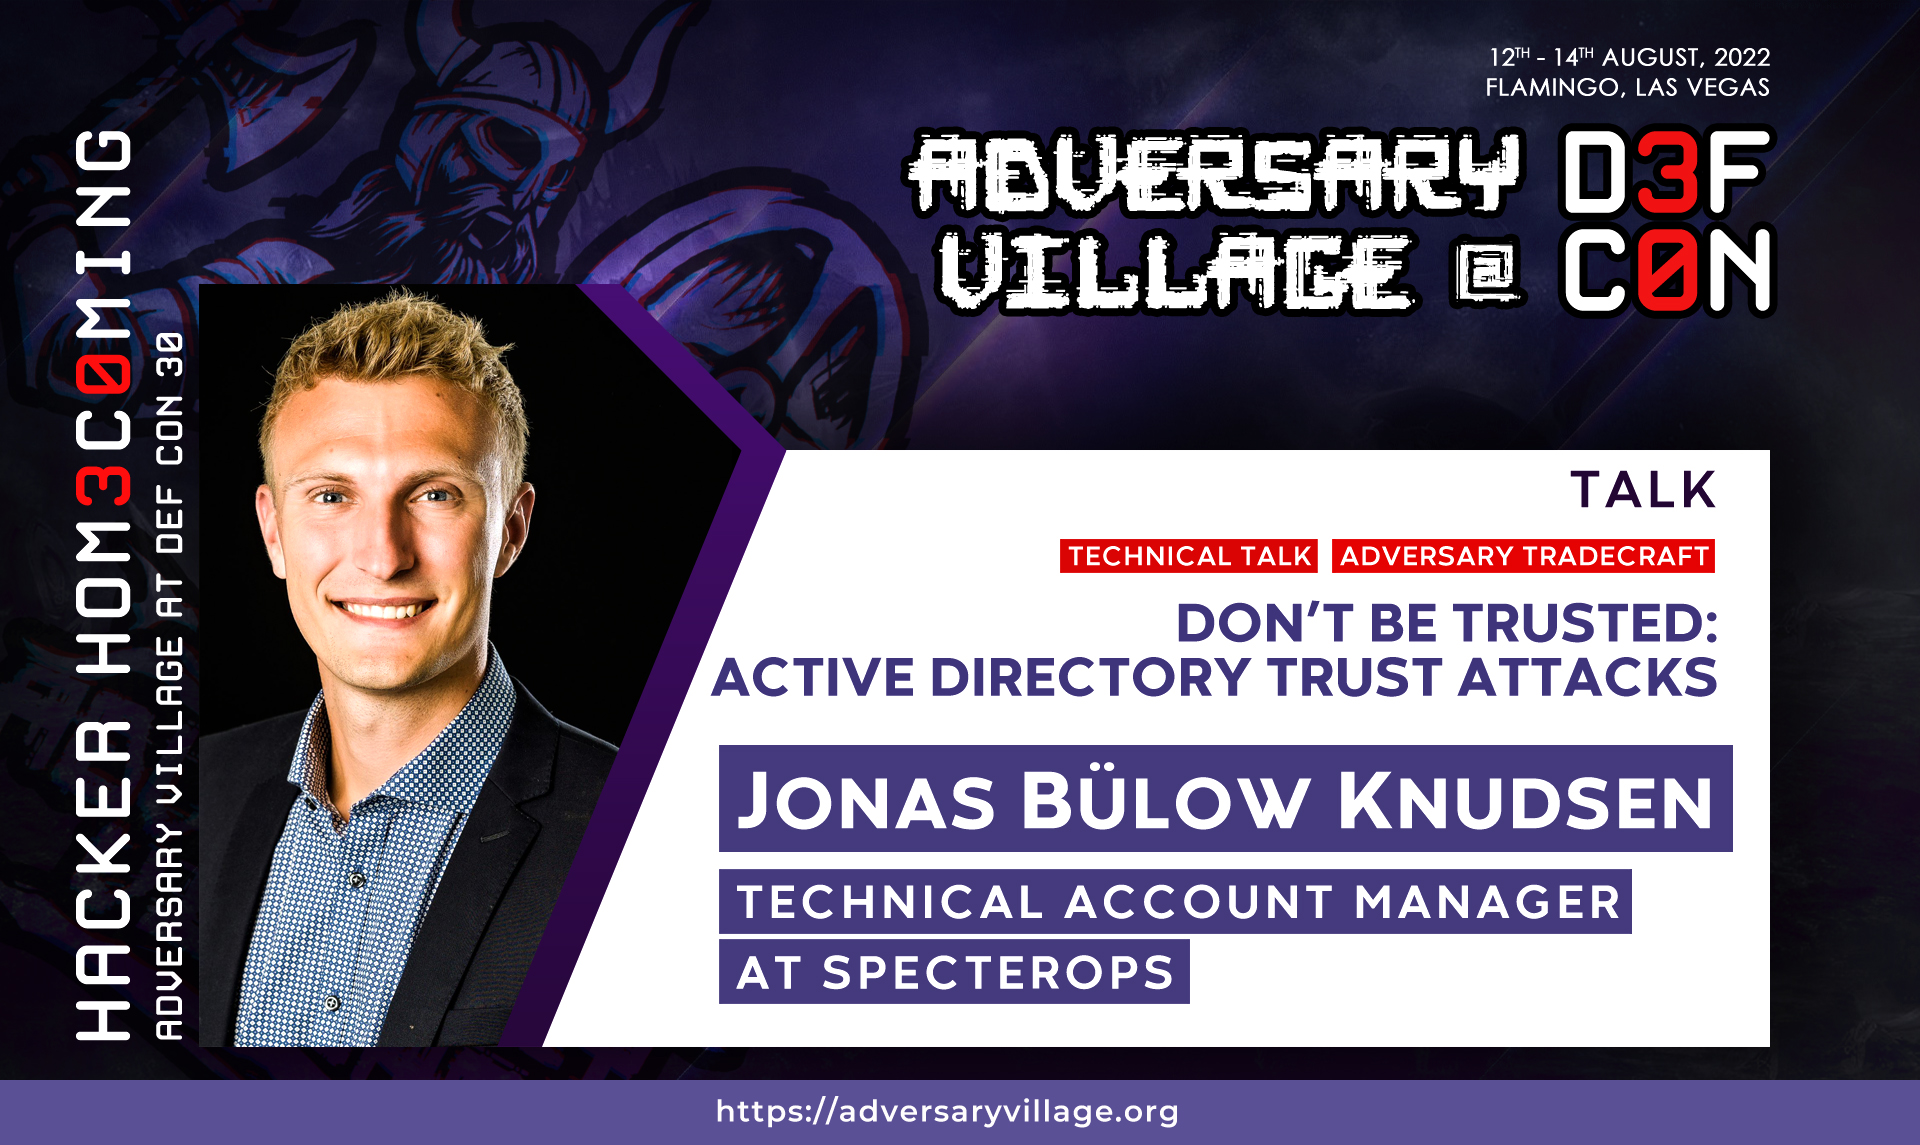 12TH - 14TH AUGUST, 2022
FLAMINGO, LAS VEGAS
ADVERSARY D3F
VILLAGE @ C0N
HACKER HOM3C0MING
ADVERSARY VILLAGE AT DEF CON 30
TALK
TECHNICAL TALK ADVERSARY TRADECRAFT
DON’T BE TRUSTED:
ACTIVE DIRECTORY TRUST ATTACKS
JONAS BÜLOW KNUDSEN
TECHNICAL ACCOUNT MANAGER
AT SPECTEROPS
https://adversaryvillage.org